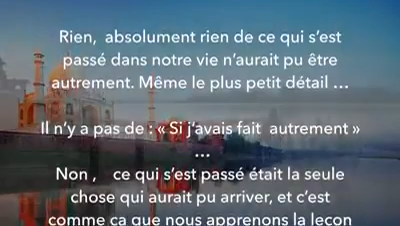 Rien,  absolument rien de ce qui s’est
passé dans notre vie n’aurait pu être
autrement. Même le plus petit détail …
Il n’y a pas de : « Si j’avais fait  autrement »
…
Non ,    ce qui s’est passé était la seule
chose qui aurait pu arriver, et c’est
comme ça que nous apprenons la leçon